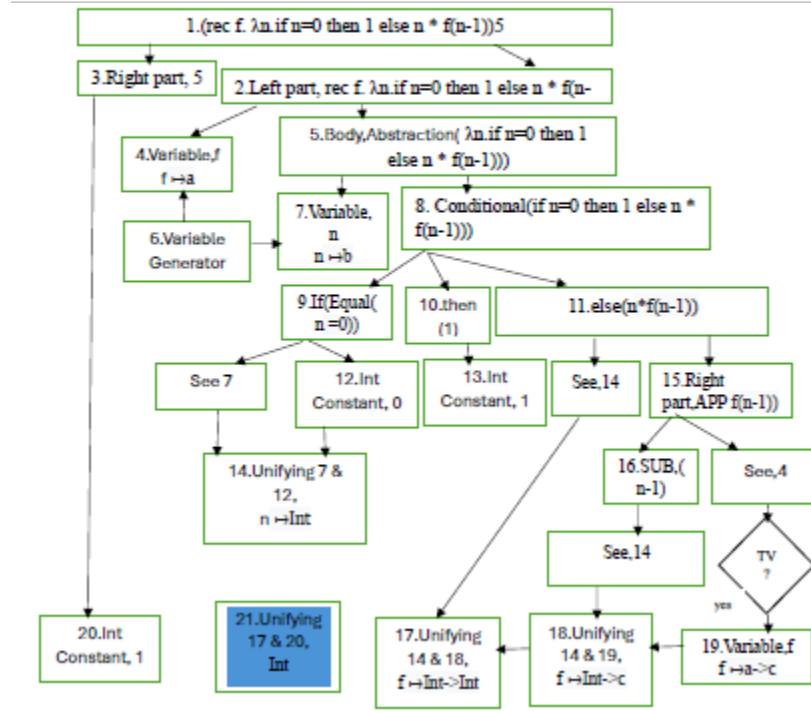 1.(rec f. λn.if n=0 then 1 else n * f(n-1))5
3.Right part, 5
2.Left part, rec f. λn.if n=0 then 1 else n * f(n-
4.Variable,f
f ↦a
5.Body,Abstraction( λn.if n=0 then 1
else n * f(n-1)))
6.Variable
Generator
7.Variable,
n
n ↦b
8. Conditional(if n=0 then 1 else n *
f(n-1)))
9.If(Equal(
n =0))
10.then
(1)
11.else(n*f(n-1))
See 7
12.Int
Constant, 0
13.Int
Constant, 1
See,14
15.Right
part,APP f(n-1))
14.Unifying 7 &
12,
n ↦Int
16.SUB,(
n-1)
See,4
See,14
TV
?
yes
20.Int
Constant, 1
21.Unifying
17 & 20,
Int
17.Unifying
14 & 18,
f ↦Int->Int
18.Unifying
14 & 19,
f ↦Int->c
19.Variable,f
f ↦a->c